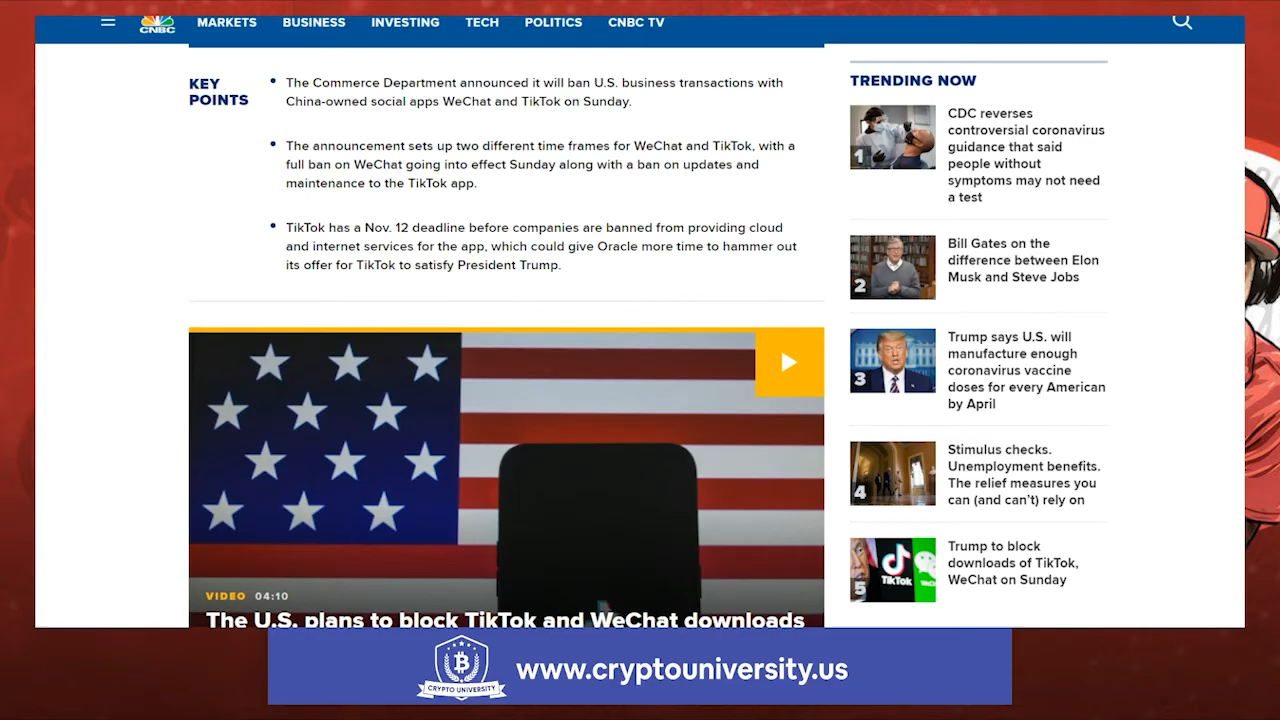 CNBC
MARKETS
BUSINESS
INVESTING
TECH
POLITICS
CNBC TV
KEY
POINTS
The Commerce Department announced it will ban U.S. business transactions with
China-owned social apps WeChat and TikTok on Sunday.
The announcement sets up two different time frames for WeChat and TikTok, with a
full ban on WeChat going into effect Sunday along with a ban on updates and
maintenance to the TikTok app.
TikTok has a Nov. 12 deadline before companies are banned from providing cloud
and internet services for the app, which could give Oracle more time to hammer out
its offer for TikTok to satisfy President Trump.
VIDEO 04:10
The U.S. plans to block TikTok and WeChat downloads
TRENDING NOW
1
CDC reverses
controversial coronavirus
guidance that said
people without
symptoms may not need
a test
2
Bill Gates on the
difference between Elon
Musk and Steve Jobs
3
Trump says U.S. will
manufacture enough
coronavirus vaccine
doses for every American
by April
4
Stimulus checks.
Unemployment benefits.
The relief measures you
can (and can't) rely on
5
TikTok
Trump to block
downloads of TikTok,
WeChat on Sunday
CRYPTO UNIVERSITY
www.cryptouniversity.us